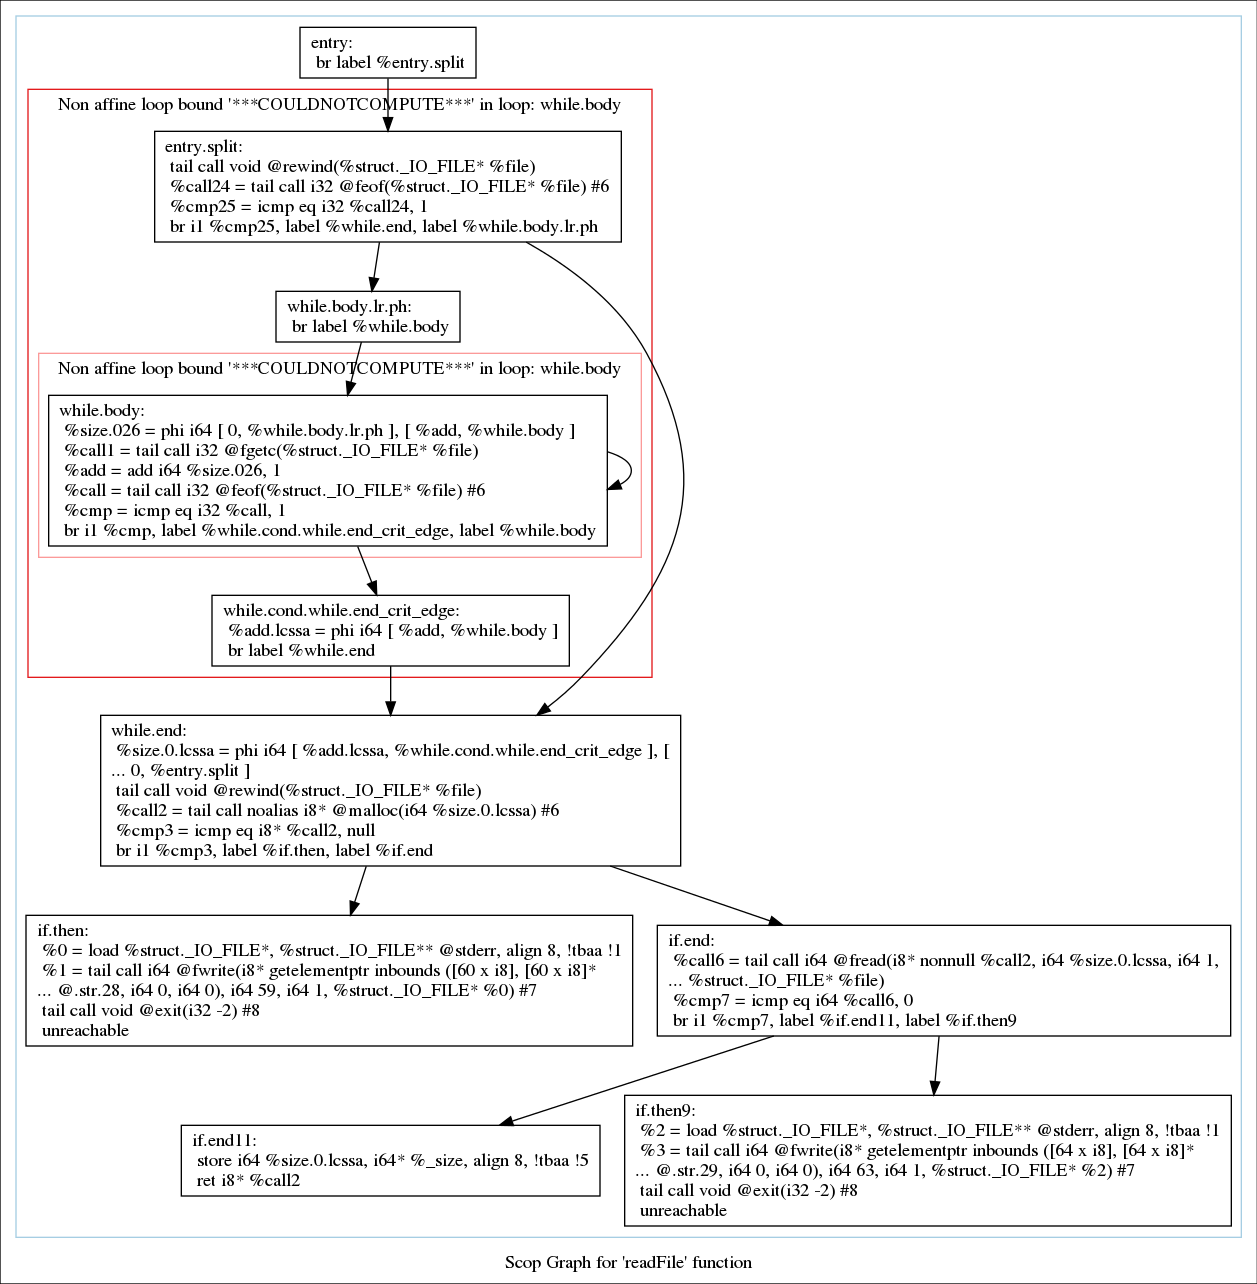 entry:
br label %entry.split
Non affine loop bound '***COULDNOTCOMPUTE***' in loop: while.body
entry.split:
tail call void @rewind(%struct._IO_FILE* %file)
%call24 = tail call i32 @feof(%struct._IO_FILE* %file) #6
%cmp25 = icmp eq i32 %call24, 1
br i1 %cmp25, label %while.end, label %while.body.lr.ph
while.body.lr.ph:
br label %while.body
Non affine loop bound '***COULDNOTCOMPUTE***' in loop: while.body
while.body:
%size.026 = phi i64 [ 0, %while.body.lr.ph ], [ %add, %while.body ]
%call1 = tail call i32 @fgetc(%struct._IO_FILE* %file)
%add = add i64 %size.026, 1
%call = tail call i32 @feof(%struct._IO_FILE* %file) #6
%cmp = icmp eq i32 %call, 1
br i1 %cmp, label %while.cond.while.end_crit_edge, label %while.body
while.cond.while.end_crit_edge:
%add.lcssa = phi i64 [ %add, %while.body ]
br label %while.end
while.end:
%size.0.lcssa = phi i64 [ %add.lcssa, %while.cond.while.end_crit_edge ], [
... 0, %entry.split ]
tail call void @rewind(%struct._IO_FILE* %file)
%call2 = tail call noalias i8* @malloc(i64 %size.0.lcssa) #6
%cmp3 = icmp eq i8* %call2, null
br i1 %cmp3, label %if.then, label %if.end
if.then:
%0 = load %struct._IO_FILE*, %struct._IO_FILE** @stderr, align 8, !tbaa !1
%1 = tail call i64 @fwrite(i8* getelementptr inbounds ([60 x i8], [60 x i8]*
... @.str.28, i64 0, i64 0), i64 59, i64 1, %struct._IO_FILE* %0) #7
tail call void @exit(i32 -2) #8
unreachable
if.end:
%call6 = tail call i64 @fread(i8* nonnull %call2, i64 %size.0.lcssa, i64 1,
... %struct._IO_FILE* %file)
%cmp7 = icmp eq i64 %call6, 0
br i1 %cmp7, label %if.end11, label %if.then9
if.end11:
store i64 %size.0.lcssa, i64* %_size, align 8, !tbaa !5
ret i8* %call2
if.then9:
%2 = load %struct._IO_FILE*, %struct._IO_FILE** @stderr, align 8, !tbaa !1
%3 = tail call i64 @fwrite(i8* getelementptr inbounds ([64 x i8], [64 x i8]*
... @.str.29, i64 0, i64 0), i64 63, i64 1, %struct._IO_FILE* %2) #7
tail call void @exit(i32 -2) #8
unreachable
Scop Graph for 'readFile' function